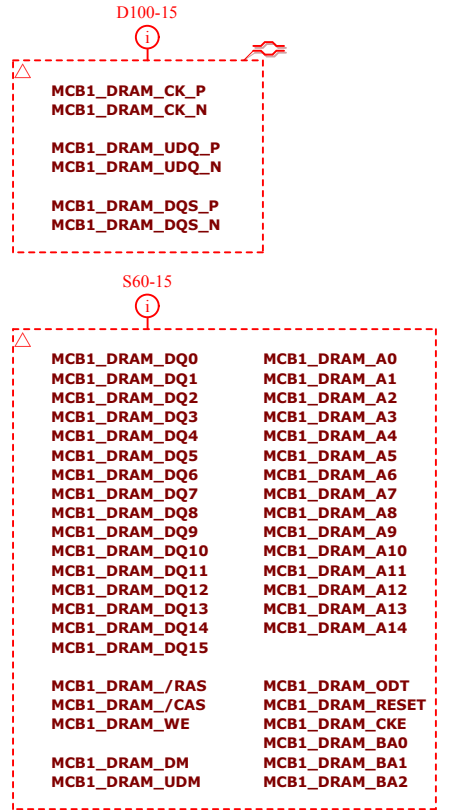 D100-15
i
MCB1_DRAM_CK_P
MCB1_DRAM_CK_N
MCB1_DRAM_UDQ_P
MCB1_DRAM_UDQ_N
MCB1_DRAM_DQS_P
MCB1_DRAM_DQS_N
S60-15
i
MCB1_DRAM_DQ0 MCB1_DRAM_A0
MCB1_DRAM_DQ1 MCB1_DRAM_A1
MCB1_DRAM_DQ2 MCB1_DRAM_A2
MCB1_DRAM_DQ3 MCB1_DRAM_A3
MCB1_DRAM_DQ4 MCB1_DRAM_A4
MCB1_DRAM_DQ5 MCB1_DRAM_A5
MCB1_DRAM_DQ6 MCB1_DRAM_A6
MCB1_DRAM_DQ7 MCB1_DRAM_A7
MCB1_DRAM_DQ8 MCB1_DRAM_A8
MCB1_DRAM_DQ9 MCB1_DRAM_A9
MCB1_DRAM_DQ10 MCB1_DRAM_A10
MCB1_DRAM_DQ11 MCB1_DRAM_A11
MCB1_DRAM_DQ12 MCB1_DRAM_A12
MCB1_DRAM_DQ13 MCB1_DRAM_A13
MCB1_DRAM_DQ14 MCB1_DRAM_A14
MCB1_DRAM_DQ15
MCB1_DRAM_/RAS MCB1_DRAM_ODT
MCB1_DRAM_/CAS MCB1_DRAM_RESET
MCB1_DRAM_WE MCB1_DRAM_CKE
MCB1_DRAM_BA0
MCB1_DRAM_DM MCB1_DRAM_BA1
MCB1_DRAM_UDM MCB1_DRAM_BA2